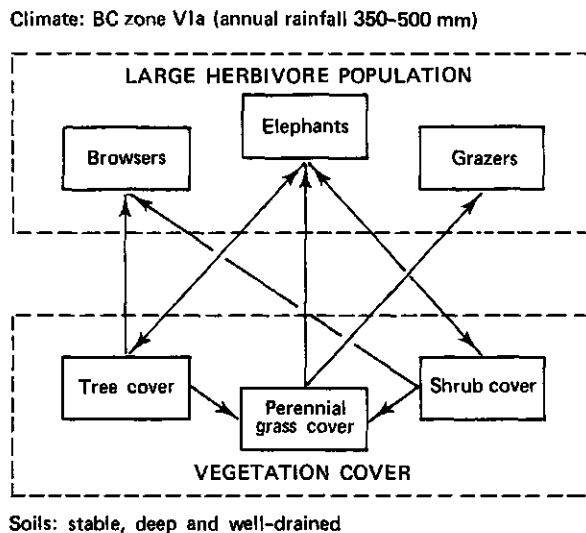 Climate: BC zone VIa (annual rainfall 350–500 mm)
LARGE HERBIVORE POPULATION
Elephants
Browsers
Grazers
Tree cover
Perennial
grass cover
Shrub cover
VEGETATION COVER
Soils: stable, deep and well-drained